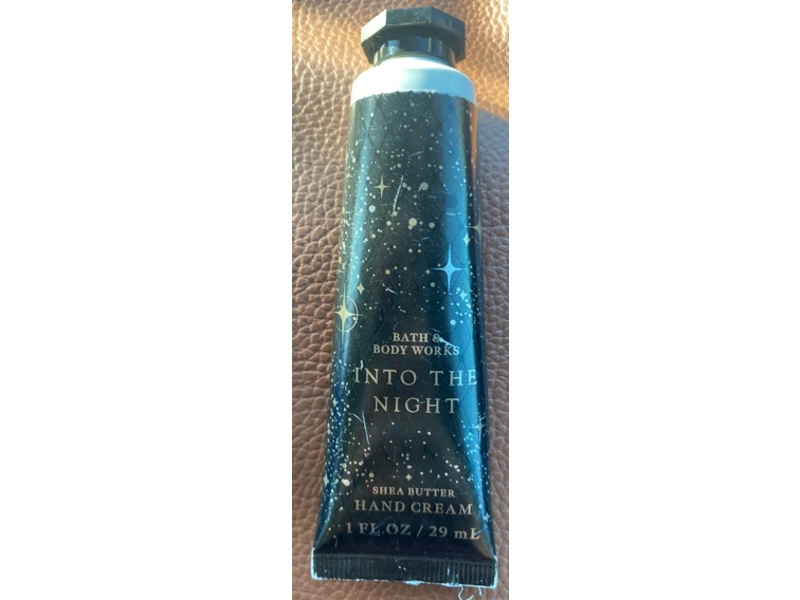 BATH &
BODY WORKS
INTO THE
NIGHT
SHEA BUTTER
HAND CREAM
1 FL OZ / 29 mL